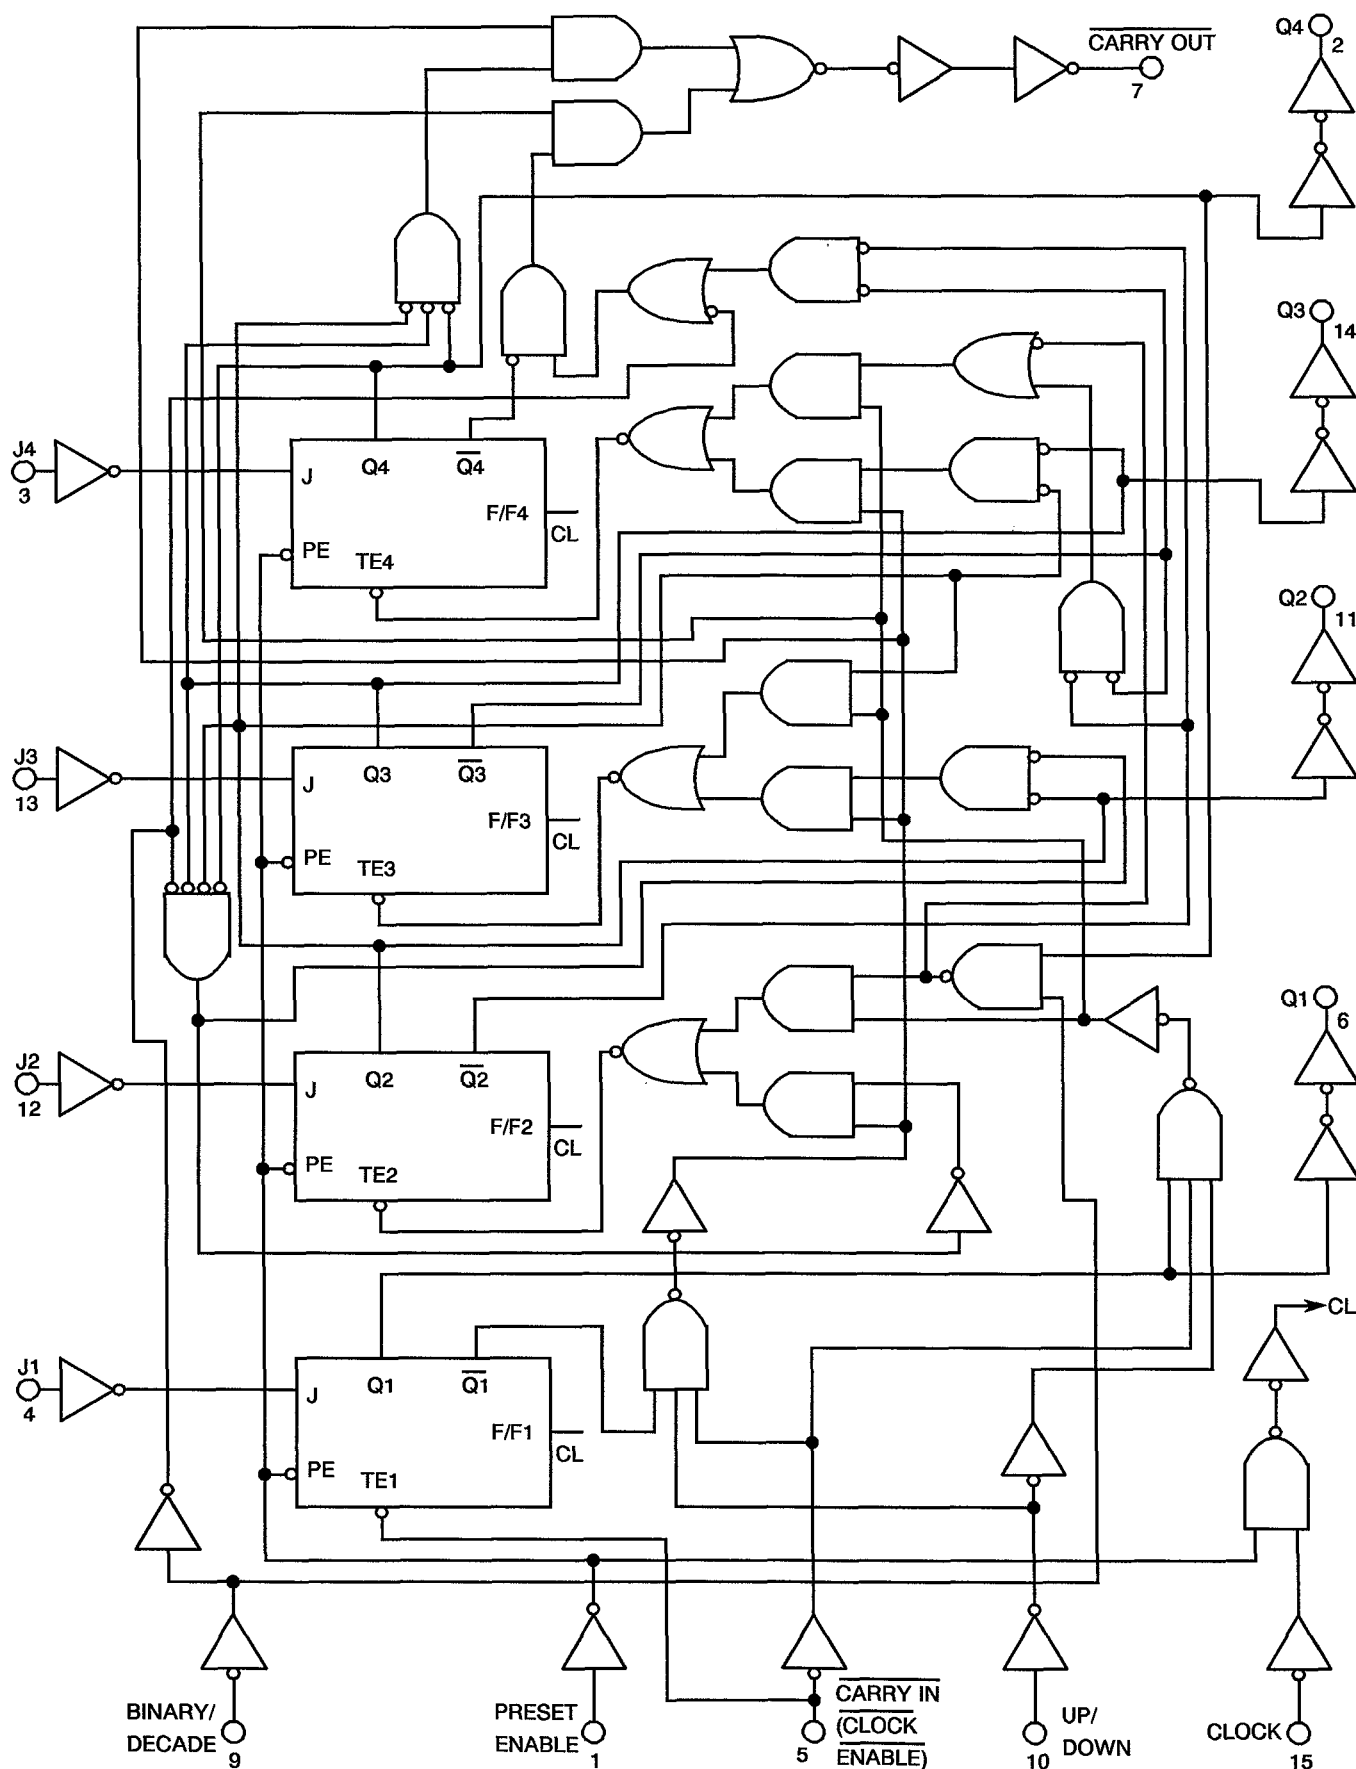 CARRY OUT
7
Q4
2
Q3
14
J4
3
J
Q4
Q4
F/F4
CL
PE
TE4
Q2
11
J3
13
J
Q3
Q3
F/F3
CL
PE
TE3
Q1
6
J2
12
J
Q2
Q2
F/F2
CL
PE
TE2
CL
J1
4
J
Q1
Q1
F/F1
CL
PE
TE1
BINARY/
DECADE
9
PRESET
ENABLE
1
CARRY IN
(CLOCK
ENABLE)
5
UP/
DOWN
10
CLOCK
15